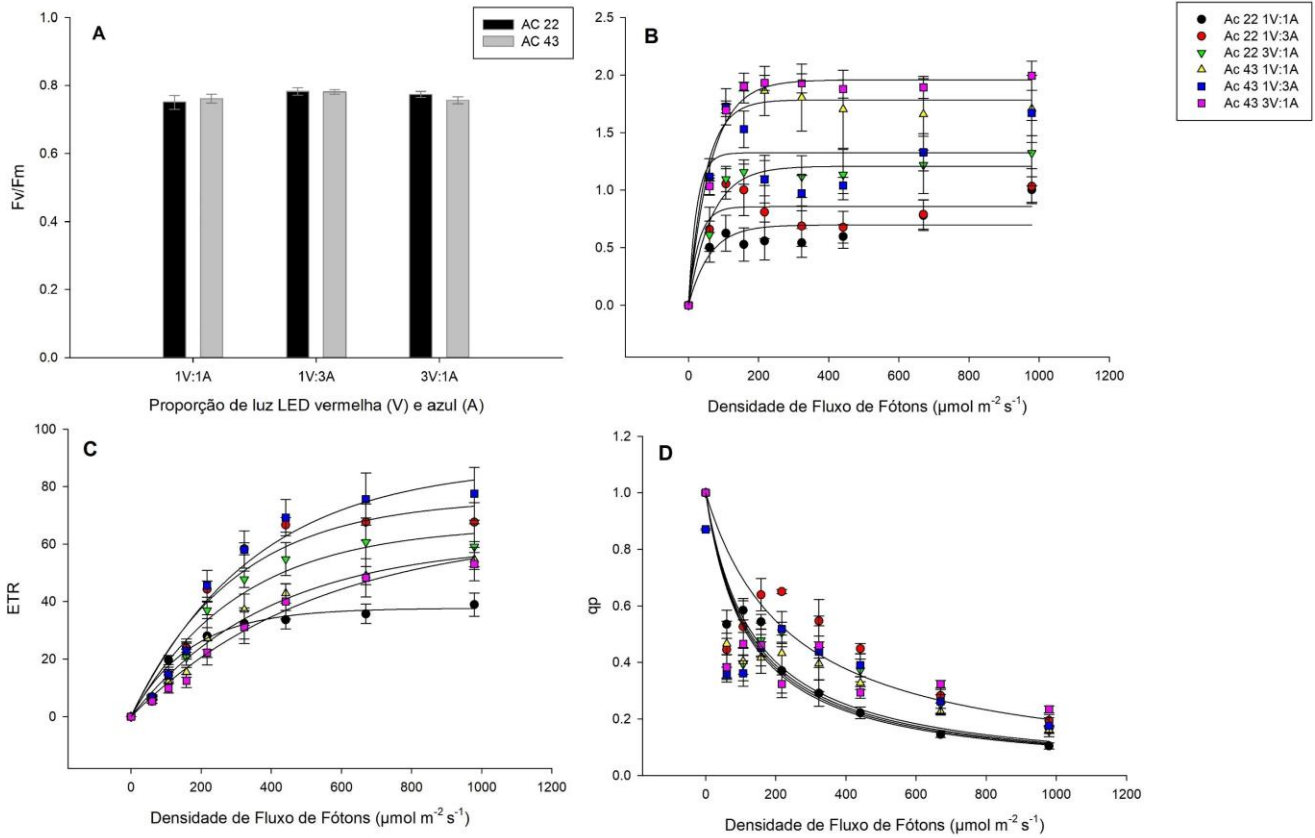 A
AC 22
AC 43
Fv/Fm
1.0
0.8
0.6
0.4
0.2
0.0
1V:1A
1V:3A
3V:1A
Proporção de luz LED vermelha (V) e azul (A)
B
2.5
2.0
1.5
1.0
0.5
0.0
0
200
400
600
800
1000
1200
Densidade de Fluxo de Fótons (µmol m⁻² s⁻¹)
Ac 22 1V:1A
Ac 22 1V:3A
Ac 22 3V:1A
Ac 43 1V:1A
Ac 43 1V:3A
Ac 43 3V:1A
C
ETR
100
80
60
40
20
0
0
200
400
600
800
1000
1200
Densidade de Fluxo de Fótons (µmol m⁻² s⁻¹)
D
qp
1.2
1.0
0.8
0.6
0.4
0.2
0.0
0
200
400
600
800
1000
1200
Densidade de Fluxo de Fótons (µmol m⁻² s⁻¹)